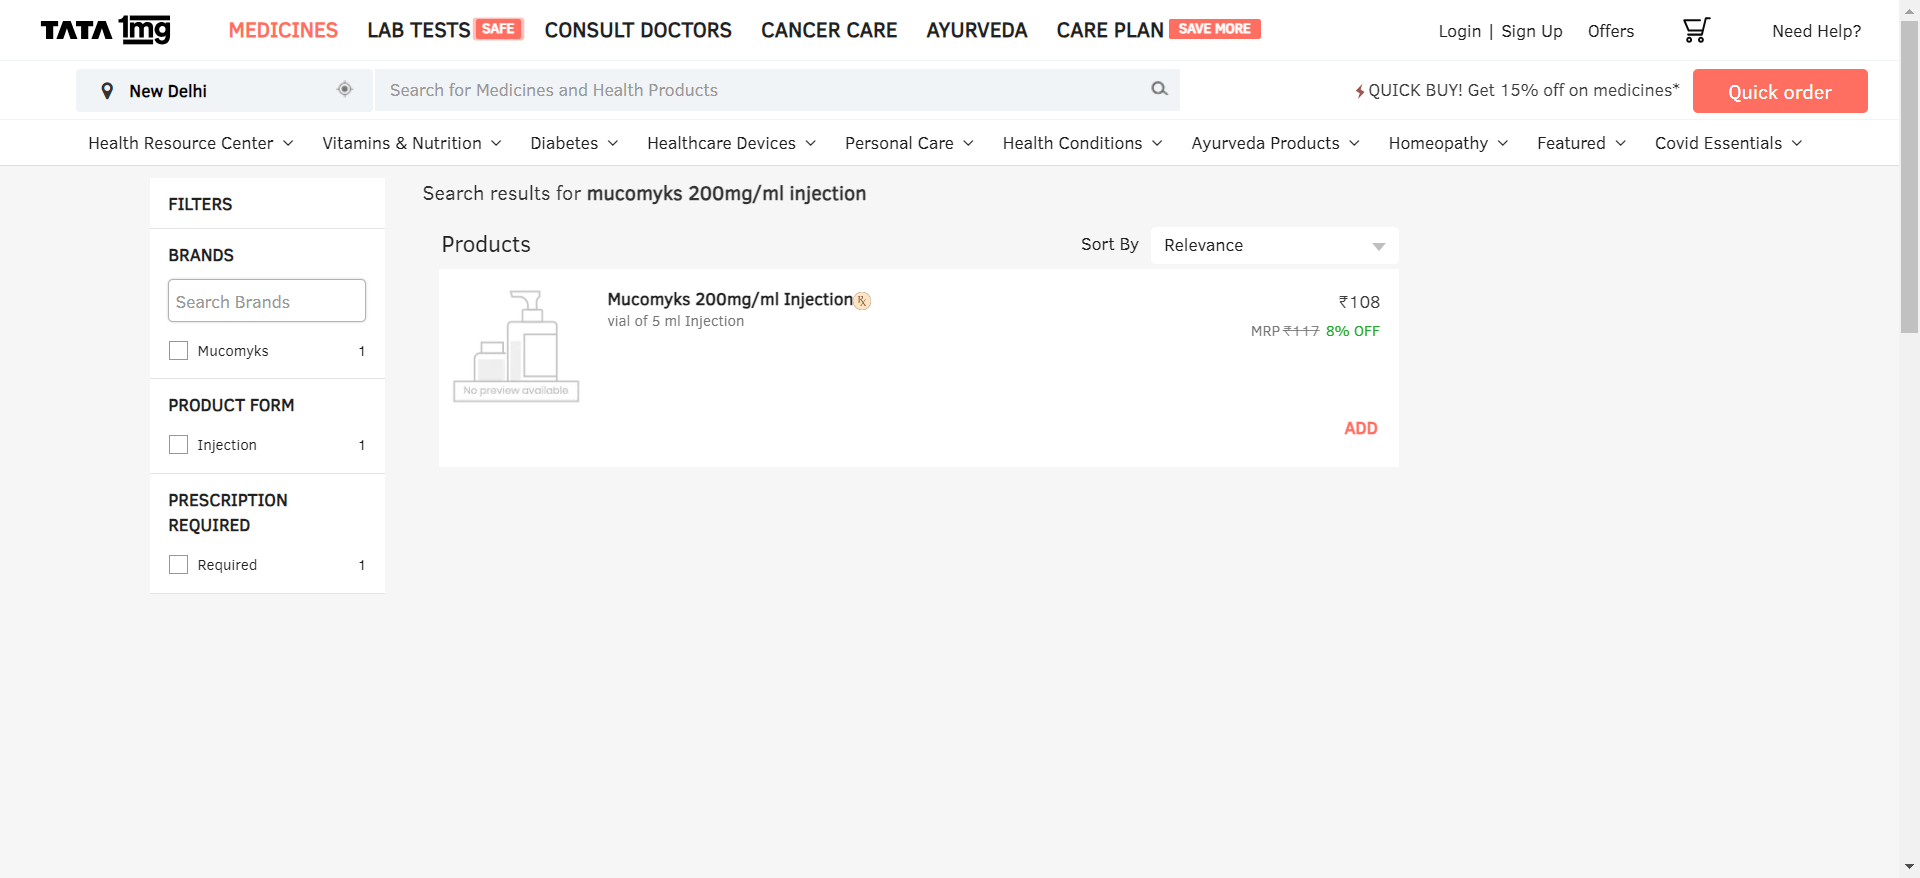 TATA 1mg MEDICINES LAB TESTS SAFE CONSULT DOCTORS CANCER CARE AYURVEDA CARE PLAN SAVE MORE Login | Sign Up Offers Need Help?
New Delhi Search for Medicines and Health Products QUICK BUY! Get 15% off on medicines* Quick order
Health Resource Center Vitamins & Nutrition Diabetes Healthcare Devices Personal Care Health Conditions Ayurveda Products Homeopathy Featured Covid Essentials
FILTERS
BRANDS
Search Brands
Mucomyks 1
PRODUCT FORM
Injection 1
PRESCRIPTION
REQUIRED
Required 1
Search results for mucomyks 200mg/ml injection
Products Sort By Relevance
No preview available
Mucomyks 200mg/ml Injection ℞ ₹108
vial of 5 ml Injection
MRP ₹117 8% OFF
ADD